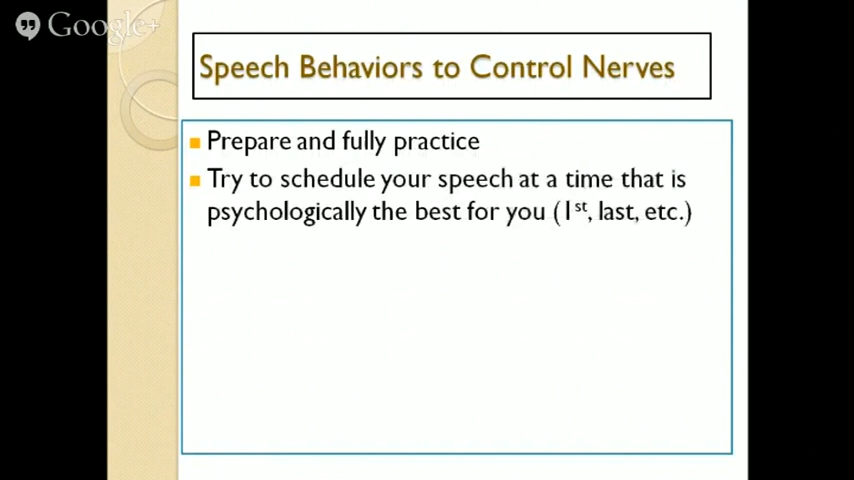 Google+
Speech Behaviors to Control Nerves
Prepare and fully practice
Try to schedule your speech at a time that is
psychologically the best for you (1st, last, etc.)